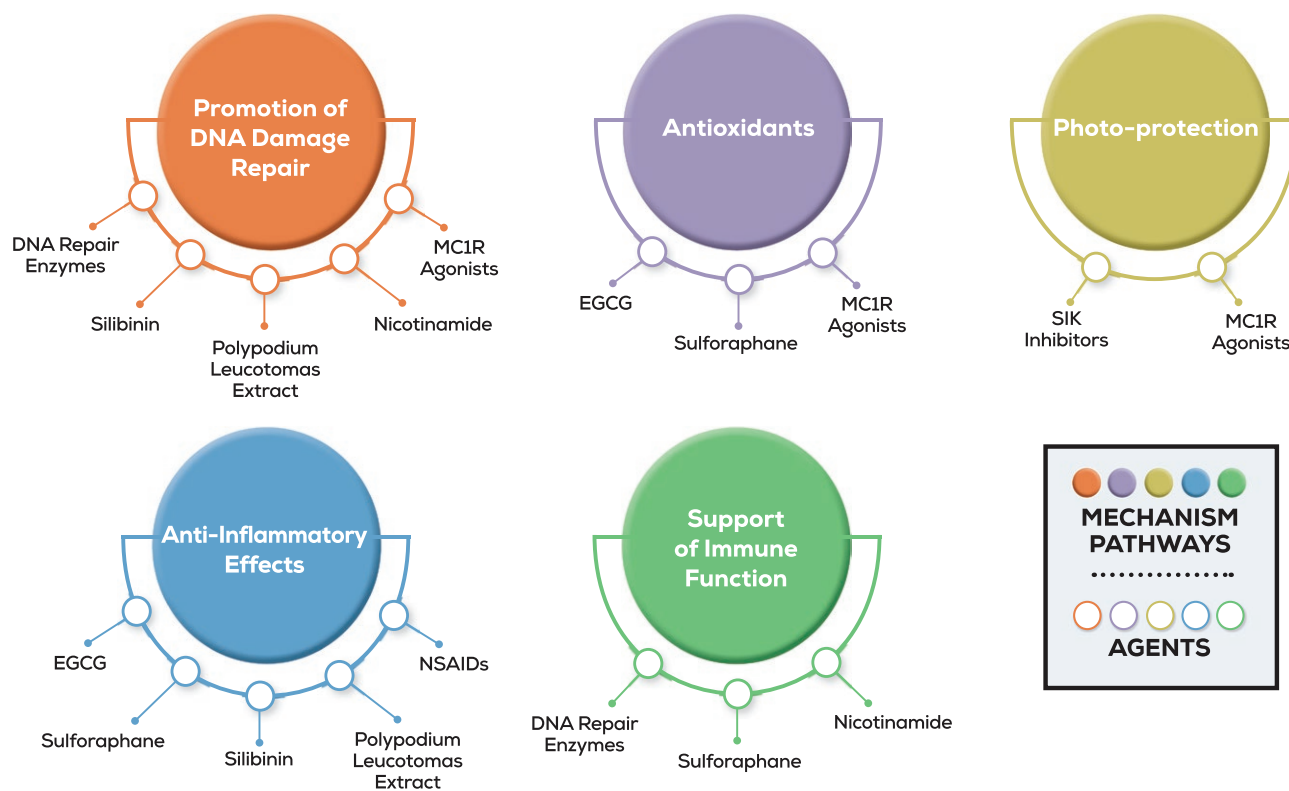 Promotion of
DNA Damage
Repair
DNA Repair
Enzymes
Silibinin
Polypodium
Leucotomas
Extract
Nicotinamide
MC1R
Agonists
Antioxidants
EGCG
Sulforaphane
MC1R
Agonists
Photo-protection
SIK
Inhibitors
MC1R
Agonists
Anti-Inflammatory
Effects
EGCG
Sulforaphane
Silibinin
Polypodium
Leucotomas
Extract
NSAIDs
Support
of Immune
Function
DNA Repair
Enzymes
Sulforaphane
Nicotinamide
MECHANISM
PATHWAYS
AGENTS